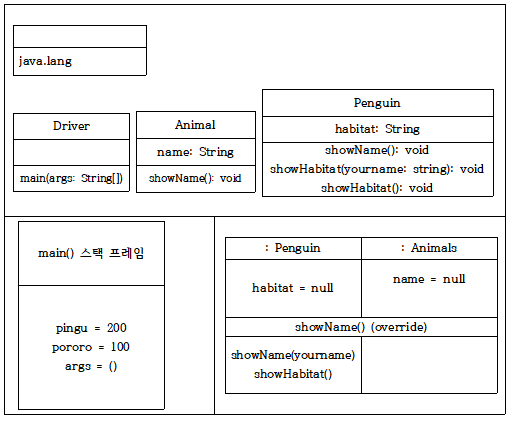 java.lang
Driver
main(args: String[])
Animal
name: String
showName(): void
Penguin
habitat: String
showName(): void
showHabitat(yourname: string): void
showHabitat(): void
main() 스택 프레임
pingu = 200
pororo = 100
args = ()
: Penguin
: Animals
habitat = null
name = null
showName() (override)
showName(yourname)
showHabitat()